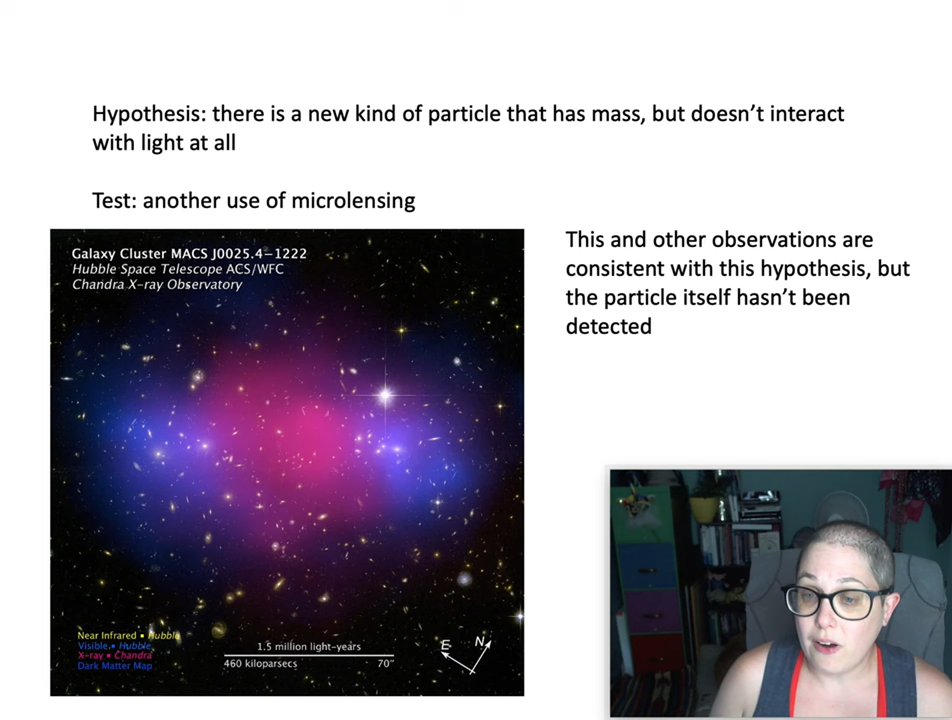 Hypothesis: there is a new kind of particle that has mass, but doesn't interact
with light at all
Test: another use of microlensing
Galaxy Cluster MACS J0025.4–1222
Hubble Space Telescope ACS/WFC
Chandra X-ray Observatory
This and other observations are
consistent with this hypothesis, but
the particle itself hasn't been
detected
Near Infrared • Hubble
Visible • Hubble
X-ray • Chandra
Dark Matter Map
1.5 million light-years
460 kiloparsecs 70"
E N